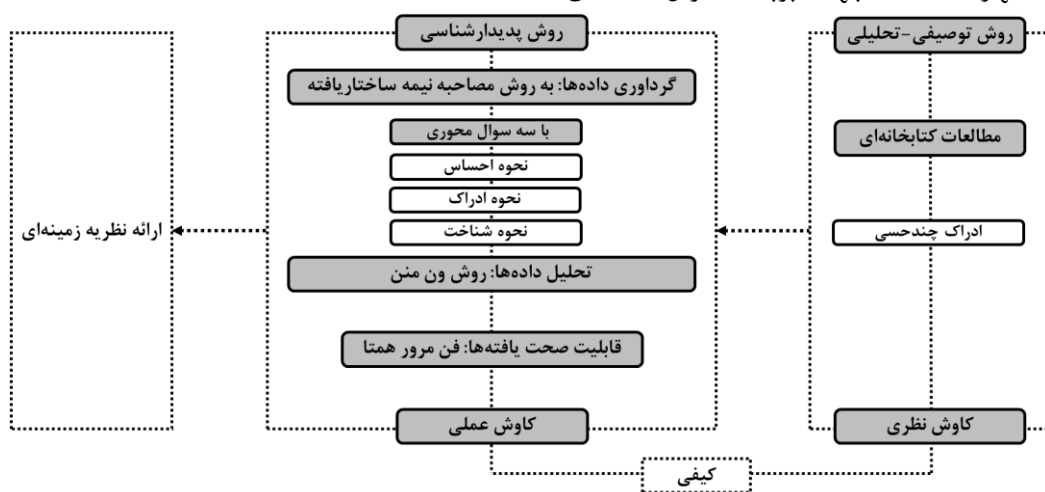 روش توصیفی-تحلیلی
مطالعات کتابخانه‌ای
ادراک چندحسی
کاوش نظری
روش پدیدارشناسی
گرداوری داده‌ها: به روش مصاحبه نیمه ساختاریافته
با سه سوال محوری
نحوه احساس
نحوه ادراک
نحوه شناخت
تحلیل داده‌ها: روش ون منن
قابلیت صحت یافته‌ها: فن مرور همتا
کاوش عملی
کیفی
ارائه نظریه زمینه‌ای